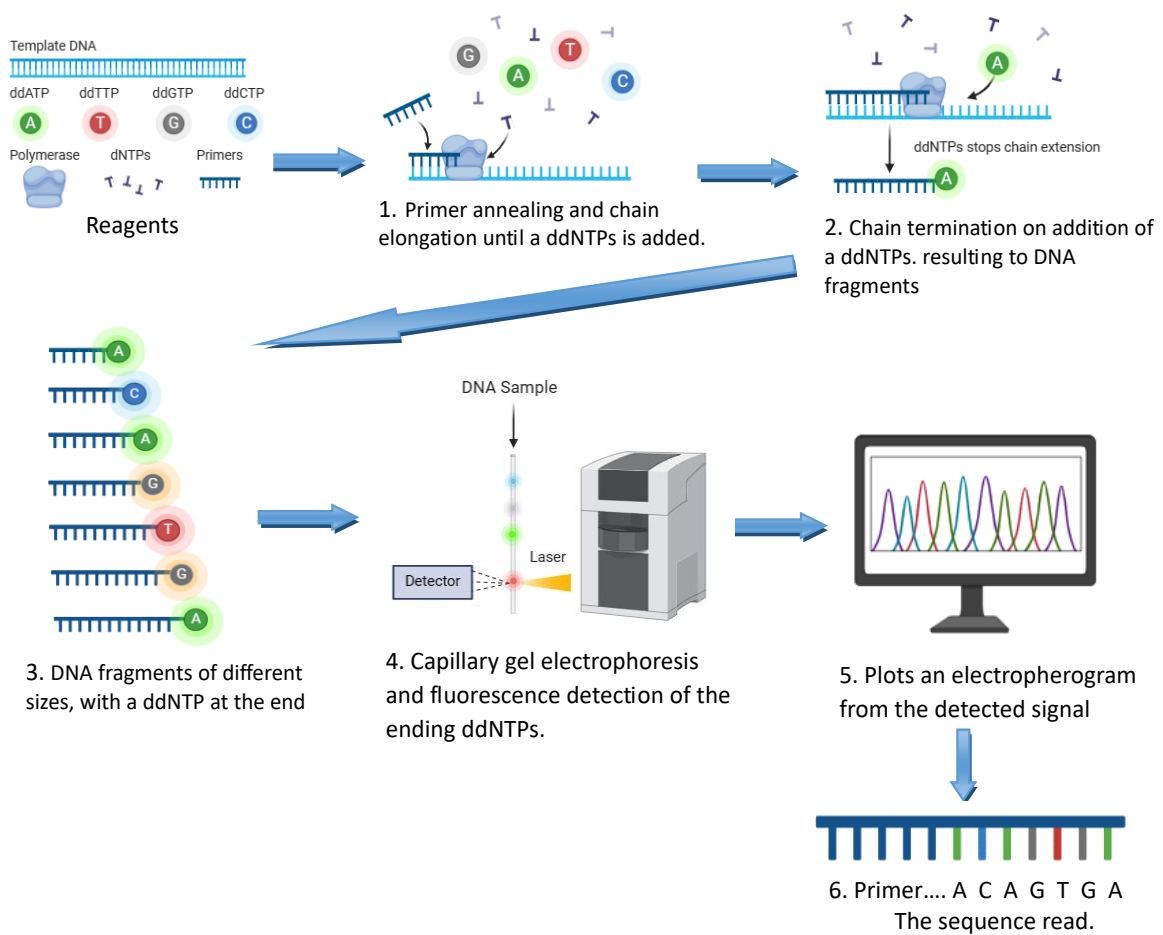 Template DNA
ddATP ddTTP ddGTP ddCTP
A T G C
Polymerase dNTPs Primers
Reagents
G A T C
1. Primer annealing and chain
elongation until a ddNTPs is added.
A
ddNTPs stops chain extension
A
2. Chain termination on addition of
a ddNTPs. resulting to DNA
fragments
A
C
A
G
T
G
A
3. DNA fragments of different
sizes, with a ddNTP at the end
DNA Sample
Laser
Detector
4. Capillary gel electrophoresis
and fluorescence detection of the
ending ddNTPs.
5. Plots an electropherogram
from the detected signal
6. Primer.... A C A G T G A
The sequence read.